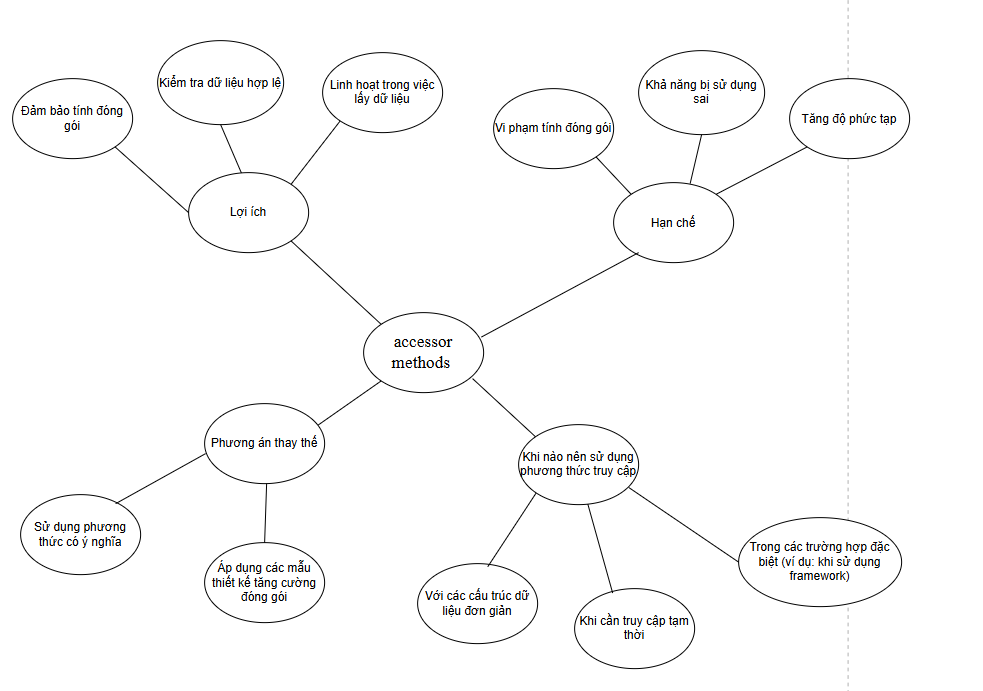 Đảm bảo tính đóng
gói
Kiểm tra dữ liệu hợp lệ
Linh hoạt trong việc
lấy dữ liệu
Lợi ích
Vi phạm tính đóng gói
Khả năng bị sử dụng
sai
Tăng độ phức tạp
Hạn chế
accessor
methods
Phương án thay thế
Sử dụng phương
thức có ý nghĩa
Áp dụng các mẫu
thiết kế tăng cường
đóng gói
Khi nào nên sử dụng
phương thức truy cập
Với các cấu trúc dữ
liệu đơn giản
Khi cần truy cập tạm
thời
Trong các trường hợp đặc
biệt (ví dụ: khi sử dụng
framework)